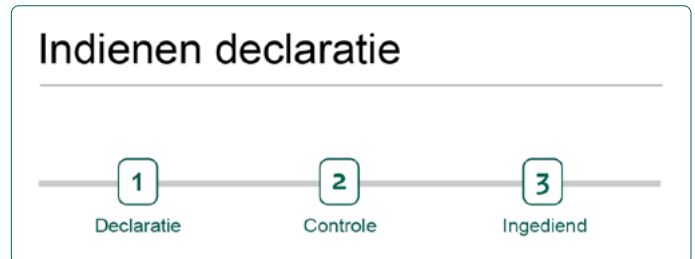 Indienen declaratie
1 2 3
Declaratie Controle Ingediend